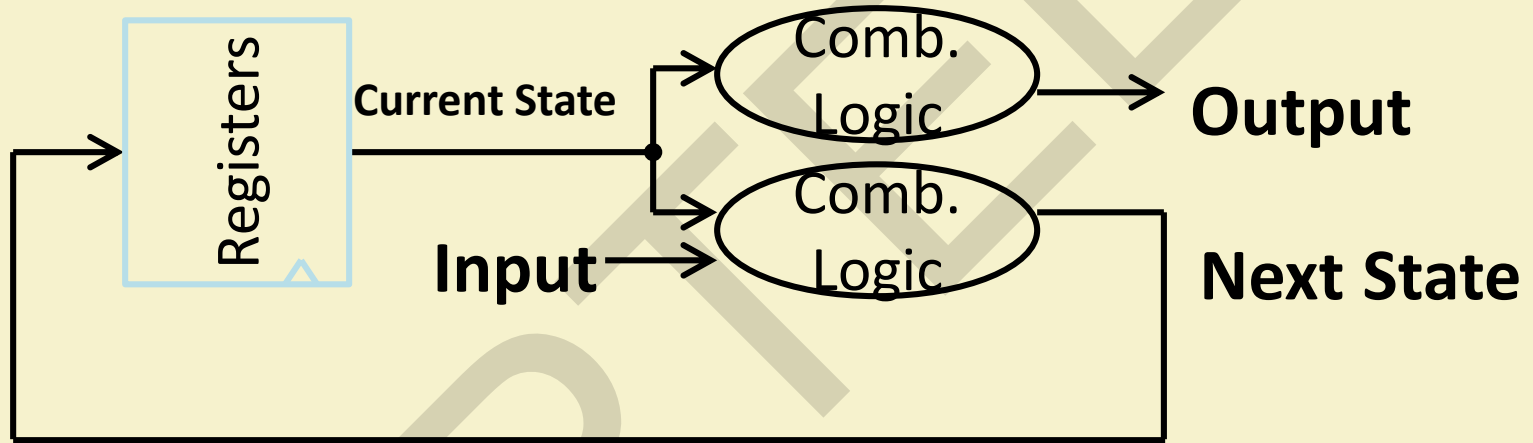 Registers
Current State
Comb.
Logic
Output
Comb.
Logic
Input
Next State